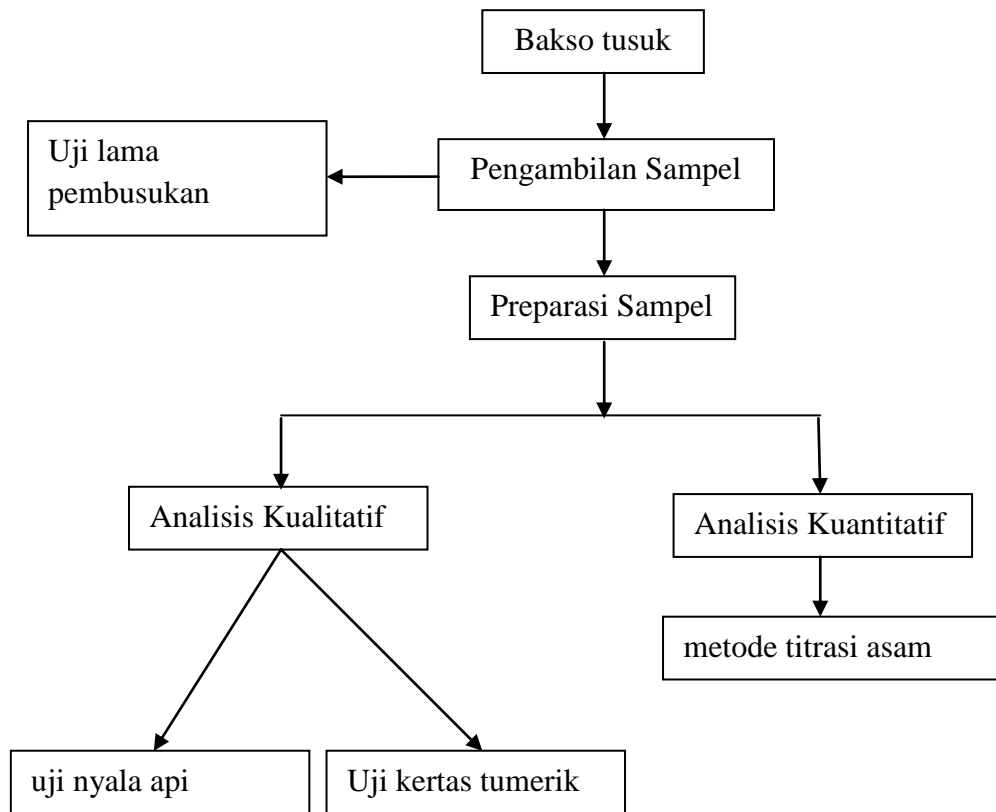 Bakso tusuk
Uji lama
pembusukan
Pengambilan Sampel
Preparasi Sampel
Analisis Kualitatif
Analisis Kuantitatif
metode titrasi asam
uji nyala api
Uji kertas tumerik